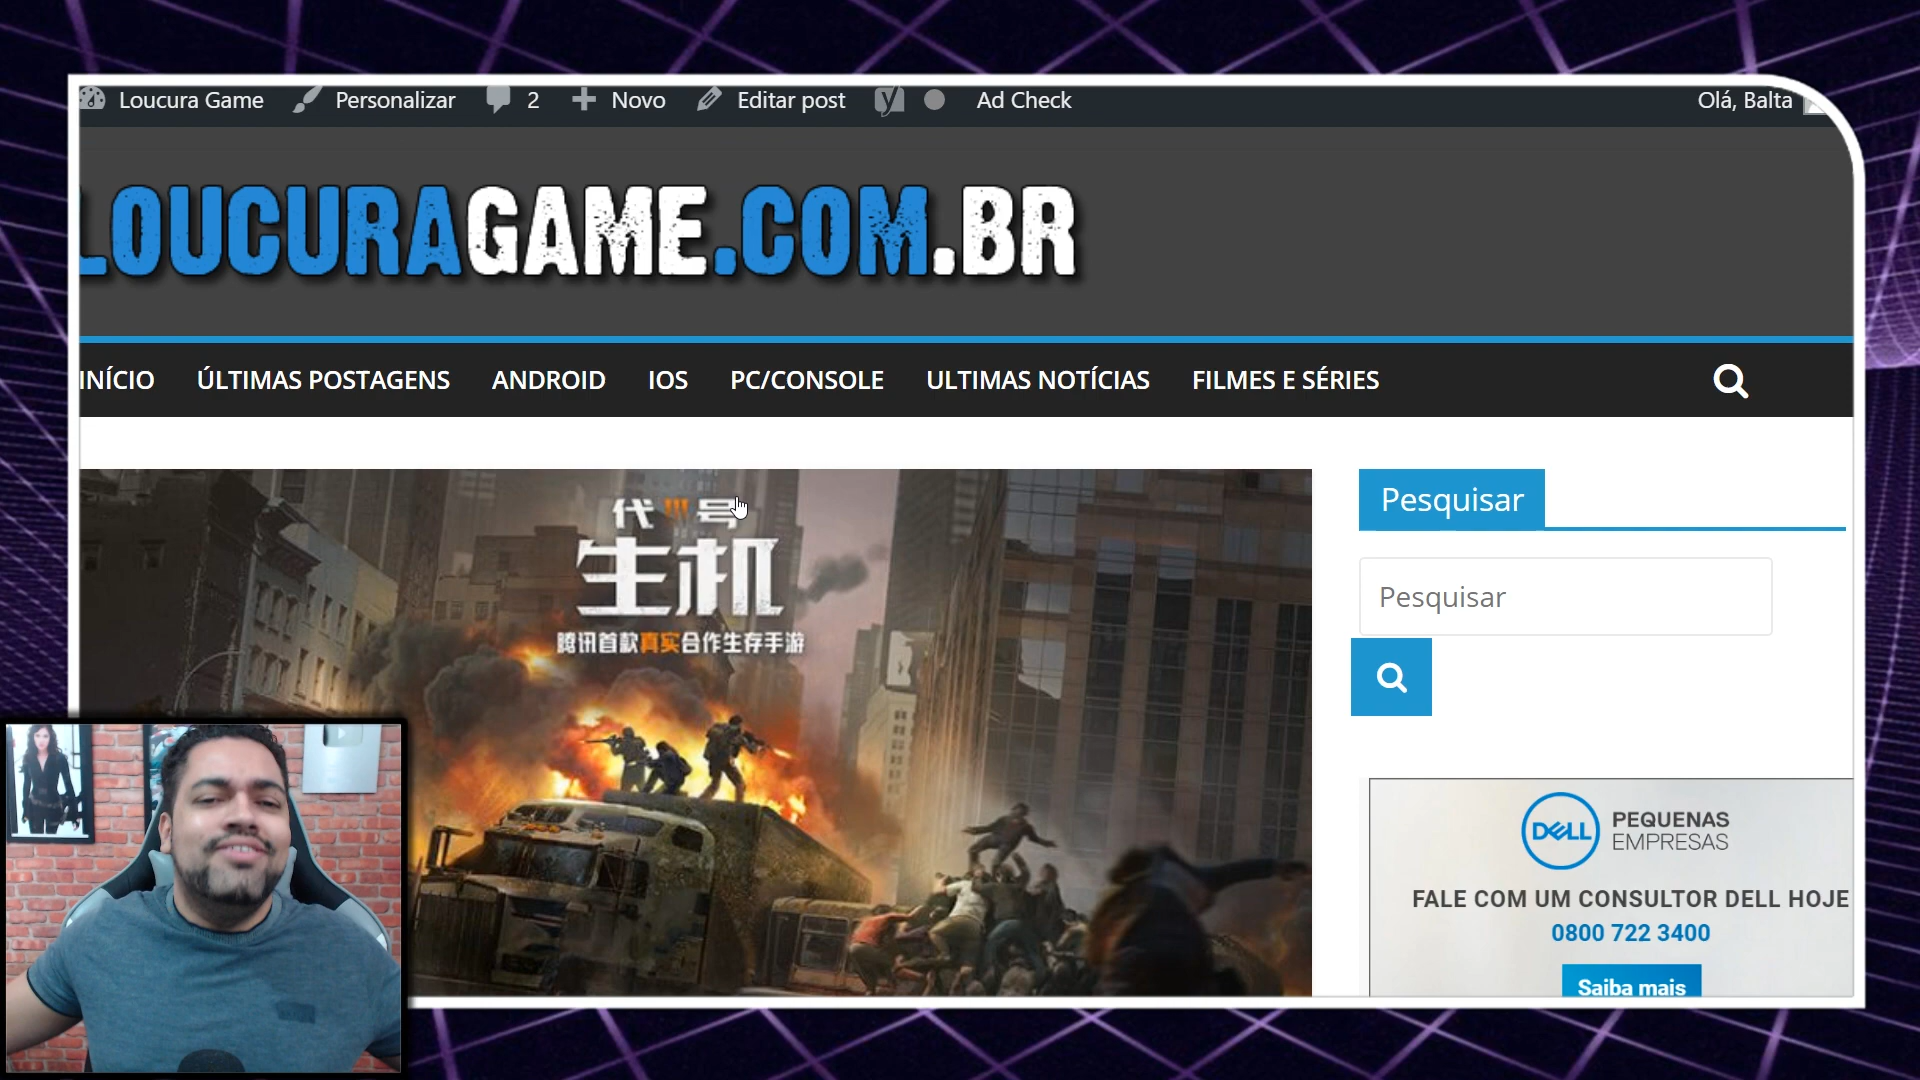 Loucura Game Personalizar 2 Novo Editar post Ad Check Olá, Balta
LOUCURAGAME.COM.BR
INÍCIO ÚLTIMAS POSTAGENS ANDROID IOS PC/CONSOLE ULTIMAS NOTÍCIAS FILMES E SÉRIES
代号
生机
腾讯首款真实合作生存手游
Pesquisar
Pesquisar
DELL PEQUENAS EMPRESAS
FALE COM UM CONSULTOR DELL HOJE
0800 722 3400
Saiba mais